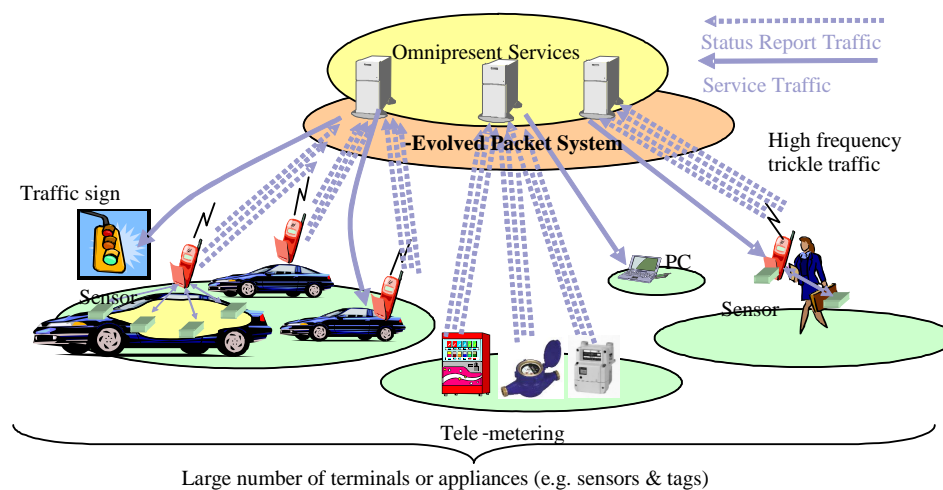 Omnipresent Services
Status Report Traffic
Service Traffic
-Evolved Packet System
High frequency
trickle traffic
Traffic sign
PC
Sensor
Sensor
Tele -metering
Large number of terminals or appliances (e.g. sensors & tags)